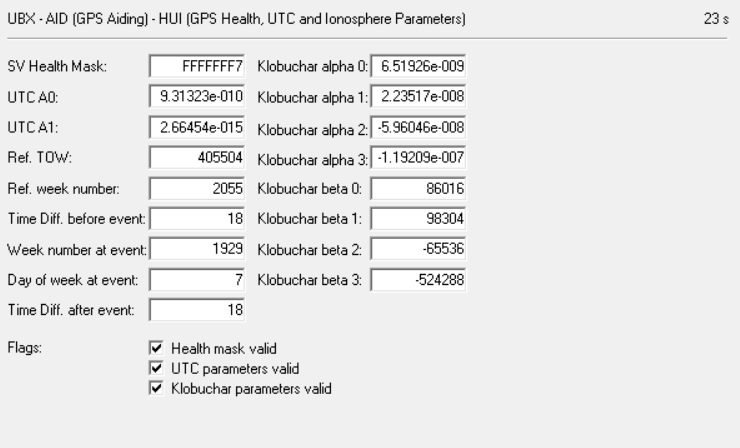 UBX - AID (GPS Aiding) - HUI (GPS Health, UTC and Ionosphere Parameters) 23 s
SV Health Mask: FFFFFFF7 Klobuchar alpha 0: 6.51926e-009
UTC A0: 9.31323e-010 Klobuchar alpha 1: 2.23517e-008
UTC A1: 2.66454e-015 Klobuchar alpha 2: -5.96046e-008
Ref. TOW: 405504 Klobuchar alpha 3: -1.19209e-007
Ref. week number: 2055 Klobuchar beta 0: 86016
Time Diff. before event: 18 Klobuchar beta 1: 98304
Week number at event: 1929 Klobuchar beta 2: -65536
Day of week at event: 7 Klobuchar beta 3: -524288
Time Diff. after event: 18
Flags: Health mask valid
UTC parameters valid
Klobuchar parameters valid